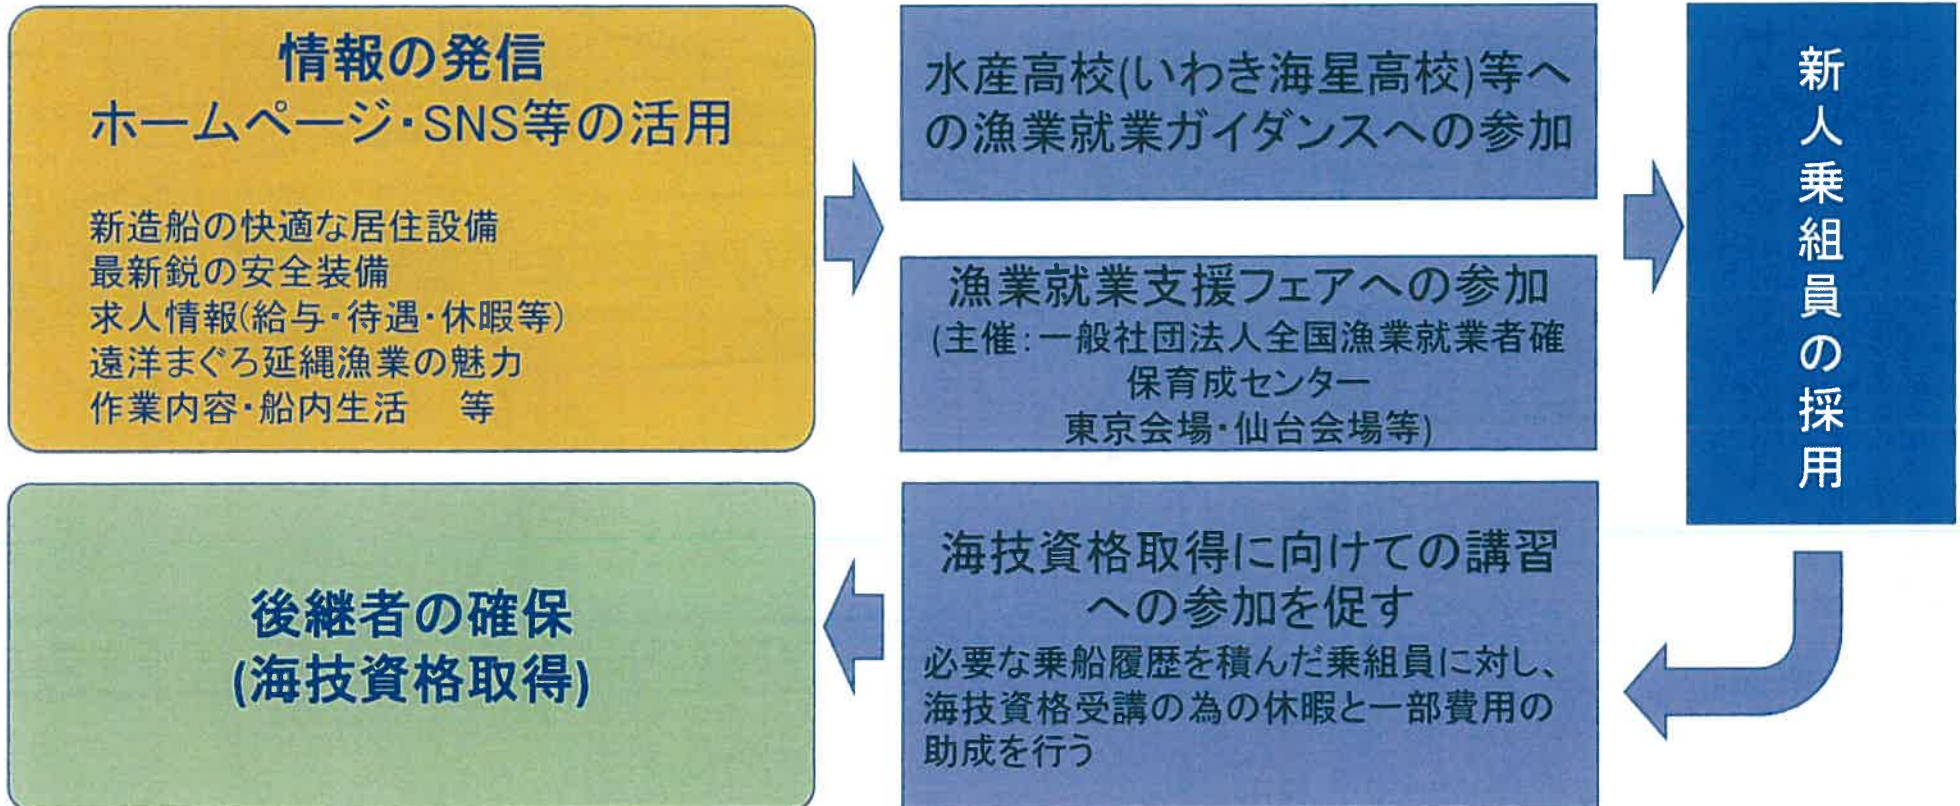 情報の発信
ホームページ・SNS等の活用
新造船の快適な居住設備
最新鋭の安全装備
求人情報(給与・待遇・休暇等)
遠洋まぐろ延縄漁業の魅力
作業内容・船内生活　等
水産高校(いわき海星高校)等へ
の漁業就業ガイダンスへの参加
漁業就業支援フェアへの参加
(主催:一般社団法人全国漁業就業者確
保育成センター
東京会場・仙台会場等)
新人乗組員の採用
海技資格取得に向けての講習
への参加を促す
必要な乗船履歴を積んだ乗組員に対し、
海技資格受講の為の休暇と一部費用の
助成を行う
後継者の確保
(海技資格取得)